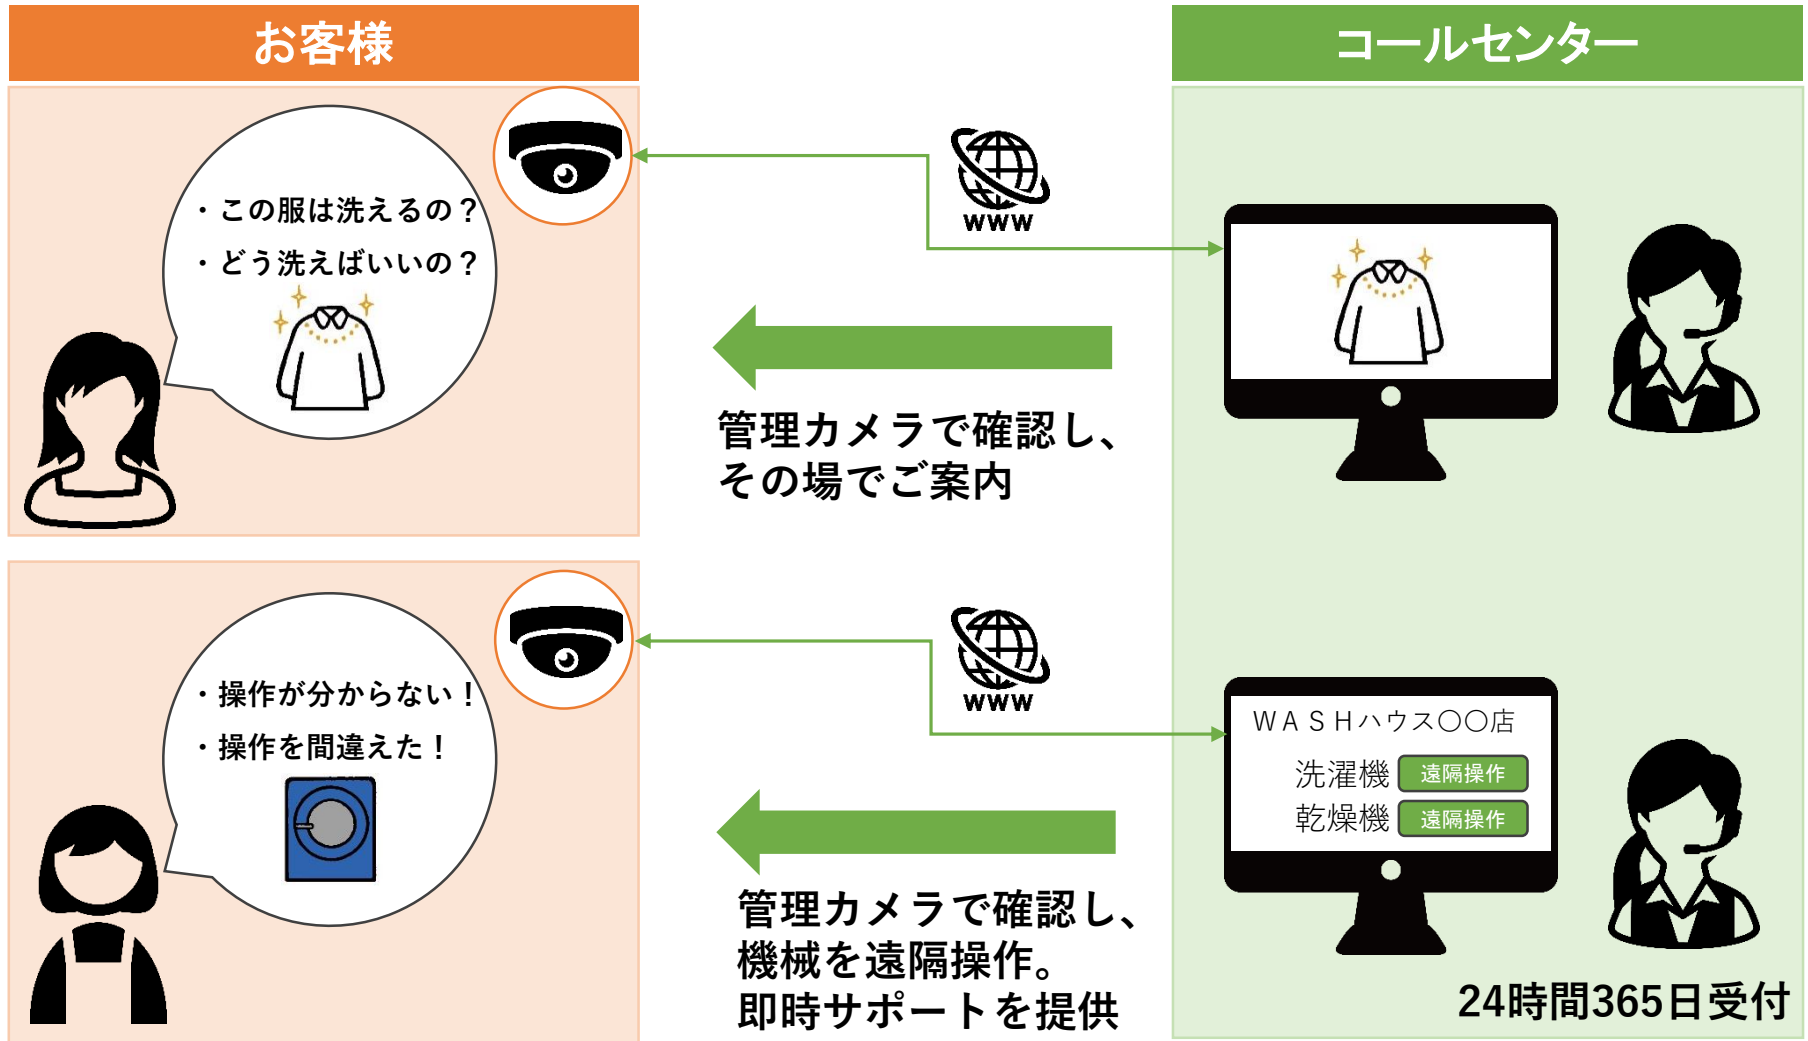 お客様
コールセンター
・この服は洗えるの？
・どう洗えばいいの？
WWW
管理カメラで確認し、
その場でご案内
・操作が分からない！
・操作を間違えた！
WWW
ＷＡＳＨハウス〇〇店
洗濯機 遠隔操作
乾燥機 遠隔操作
管理カメラで確認し、
機械を遠隔操作。
即時サポートを提供
24時間365日受付